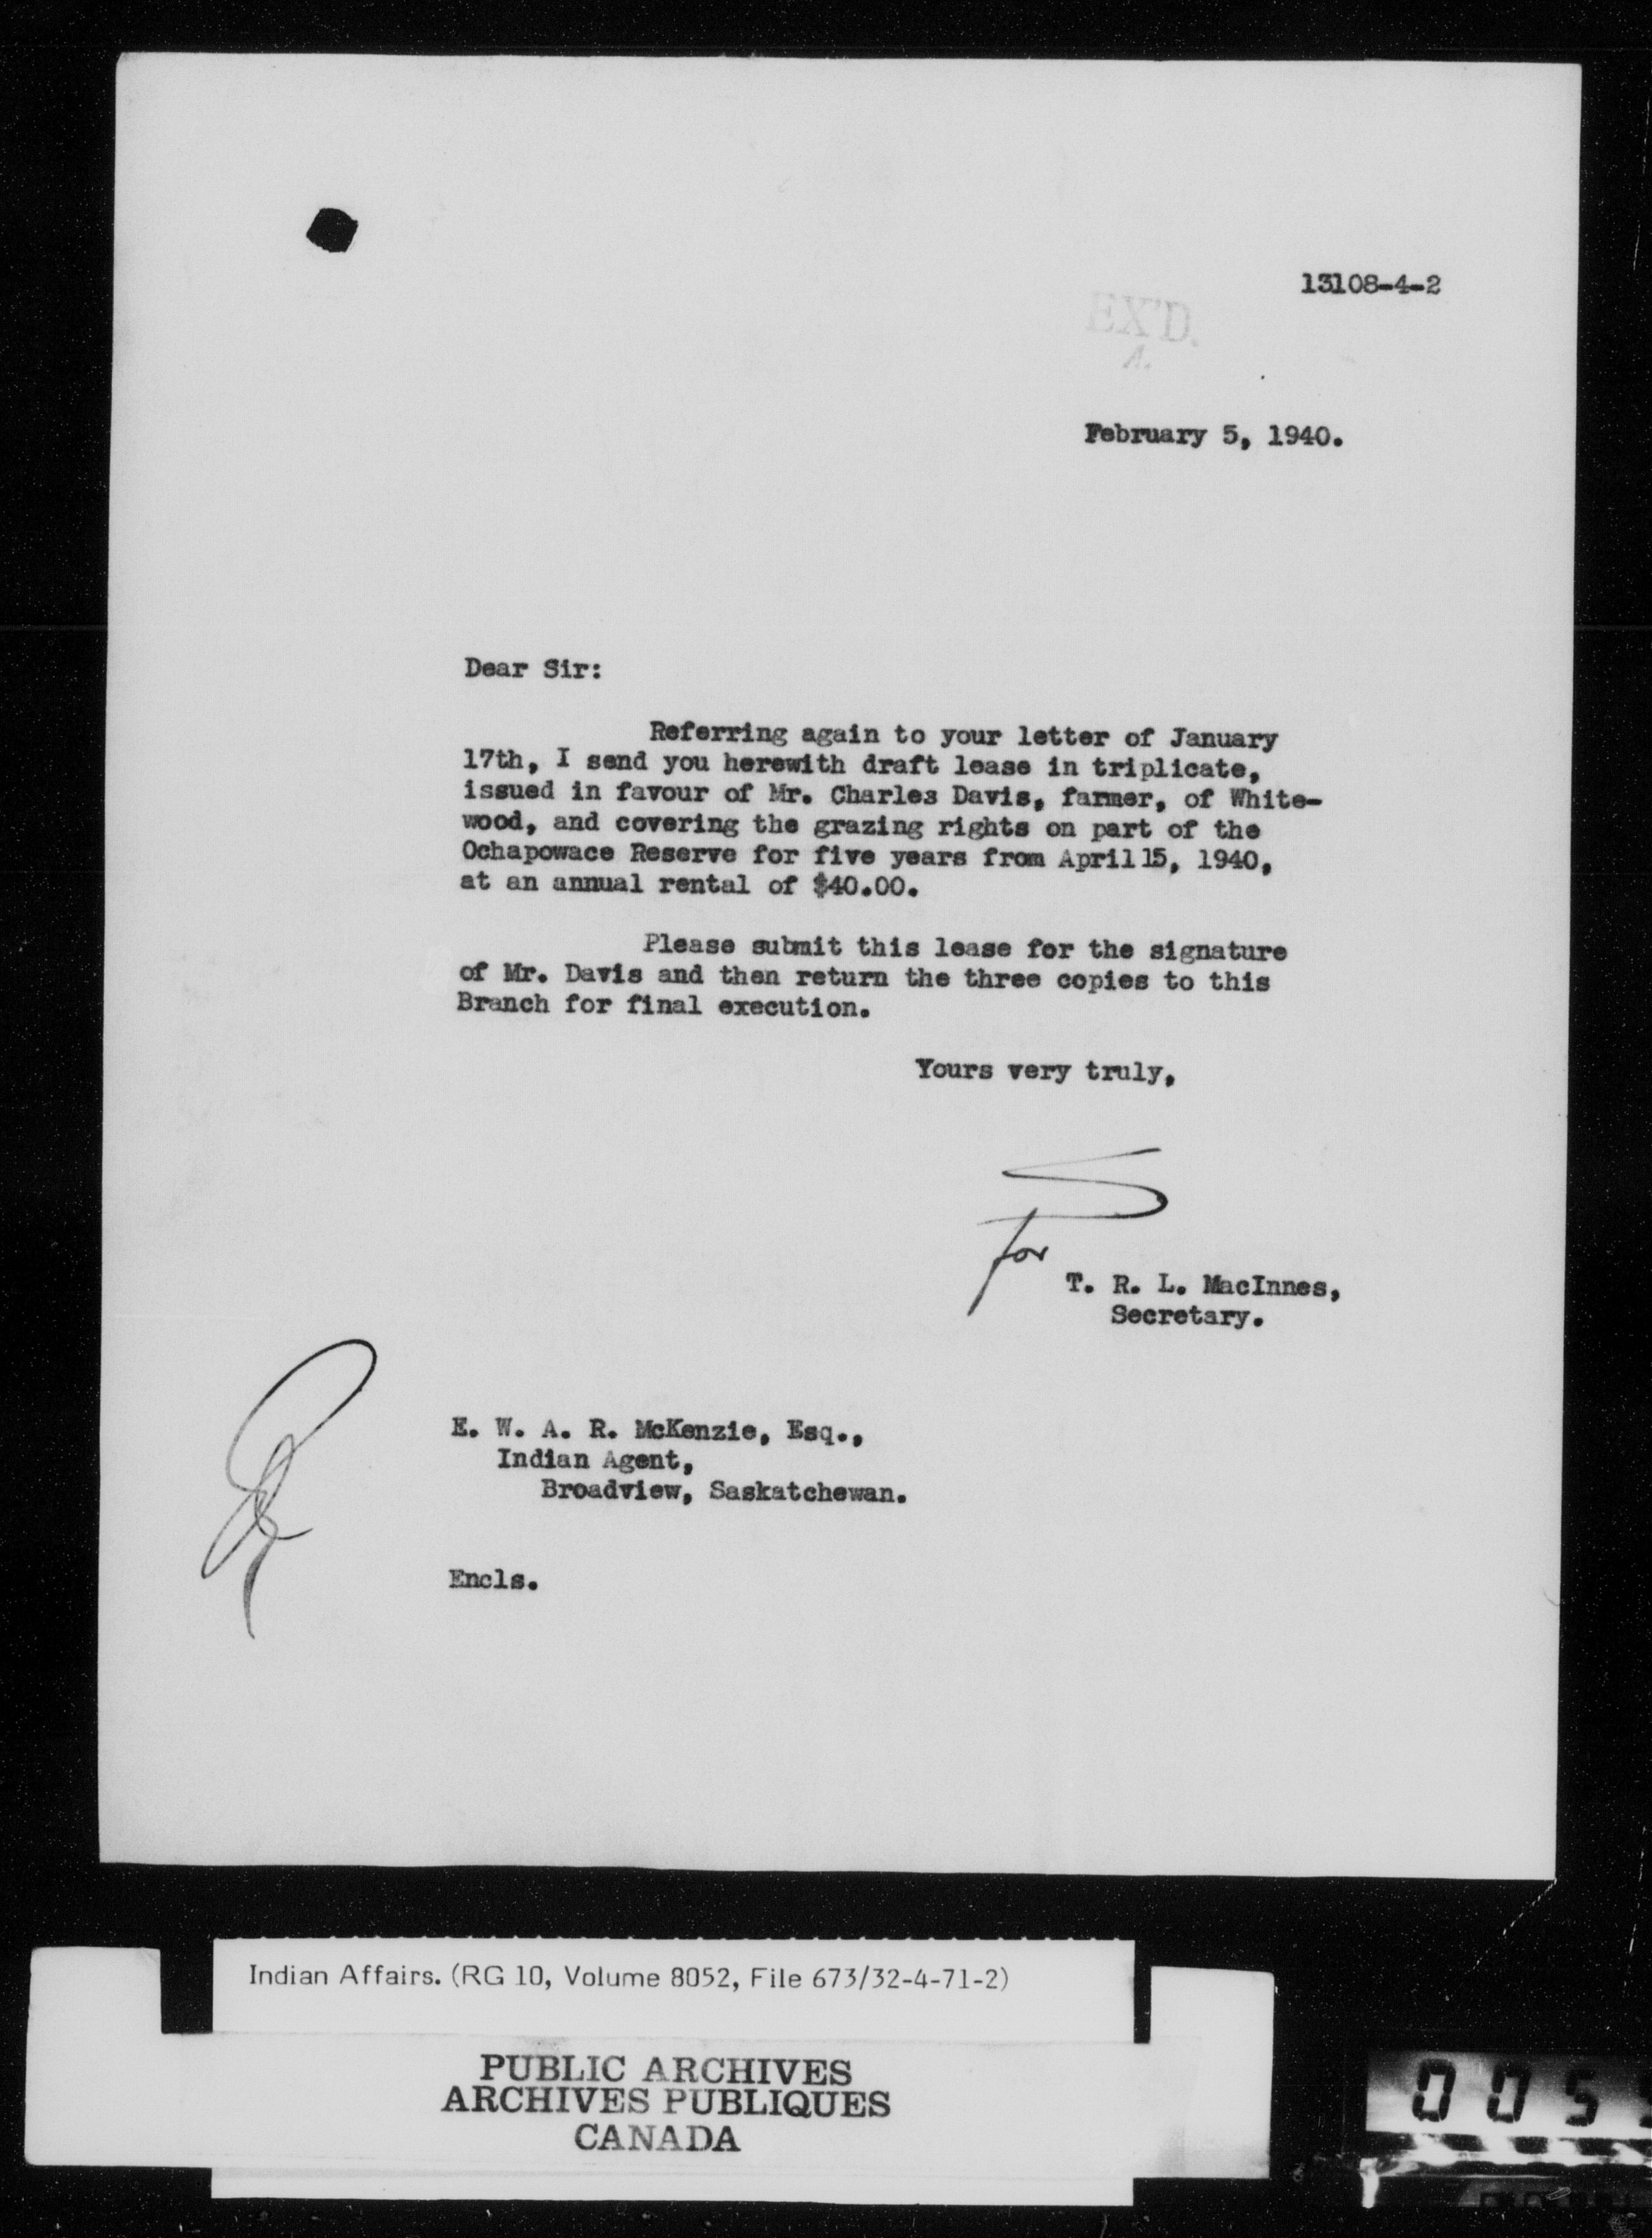 13108-4-2
EX'D.
A.
February 5, 1940.
Dear Sir:
Referring again to your letter of January
17th, I send you herewith draft lease in triplicate,
issued in favour of Mr. Charles Davis, farmer, of White-
wood, and covering the grazing rights on part of the
Ochapowace Reserve for five years from April 15, 1940,
at an annual rental of $40.00.
Please submit this lease for the signature
of Mr. Davis and then return the three copies to this
Branch for final execution.
Yours very truly,
for
T. R. L. MacInnes,
Secretary.
E. W. A. R. McKenzie, Esq.,
Indian Agent,
Broadview, Saskatchewan.
Encls.
Indian Affairs. (RG 10, Volume 8052, File 673/32-4-71-2)
PUBLIC ARCHIVES
ARCHIVES PUBLIQUES
CANADA
005